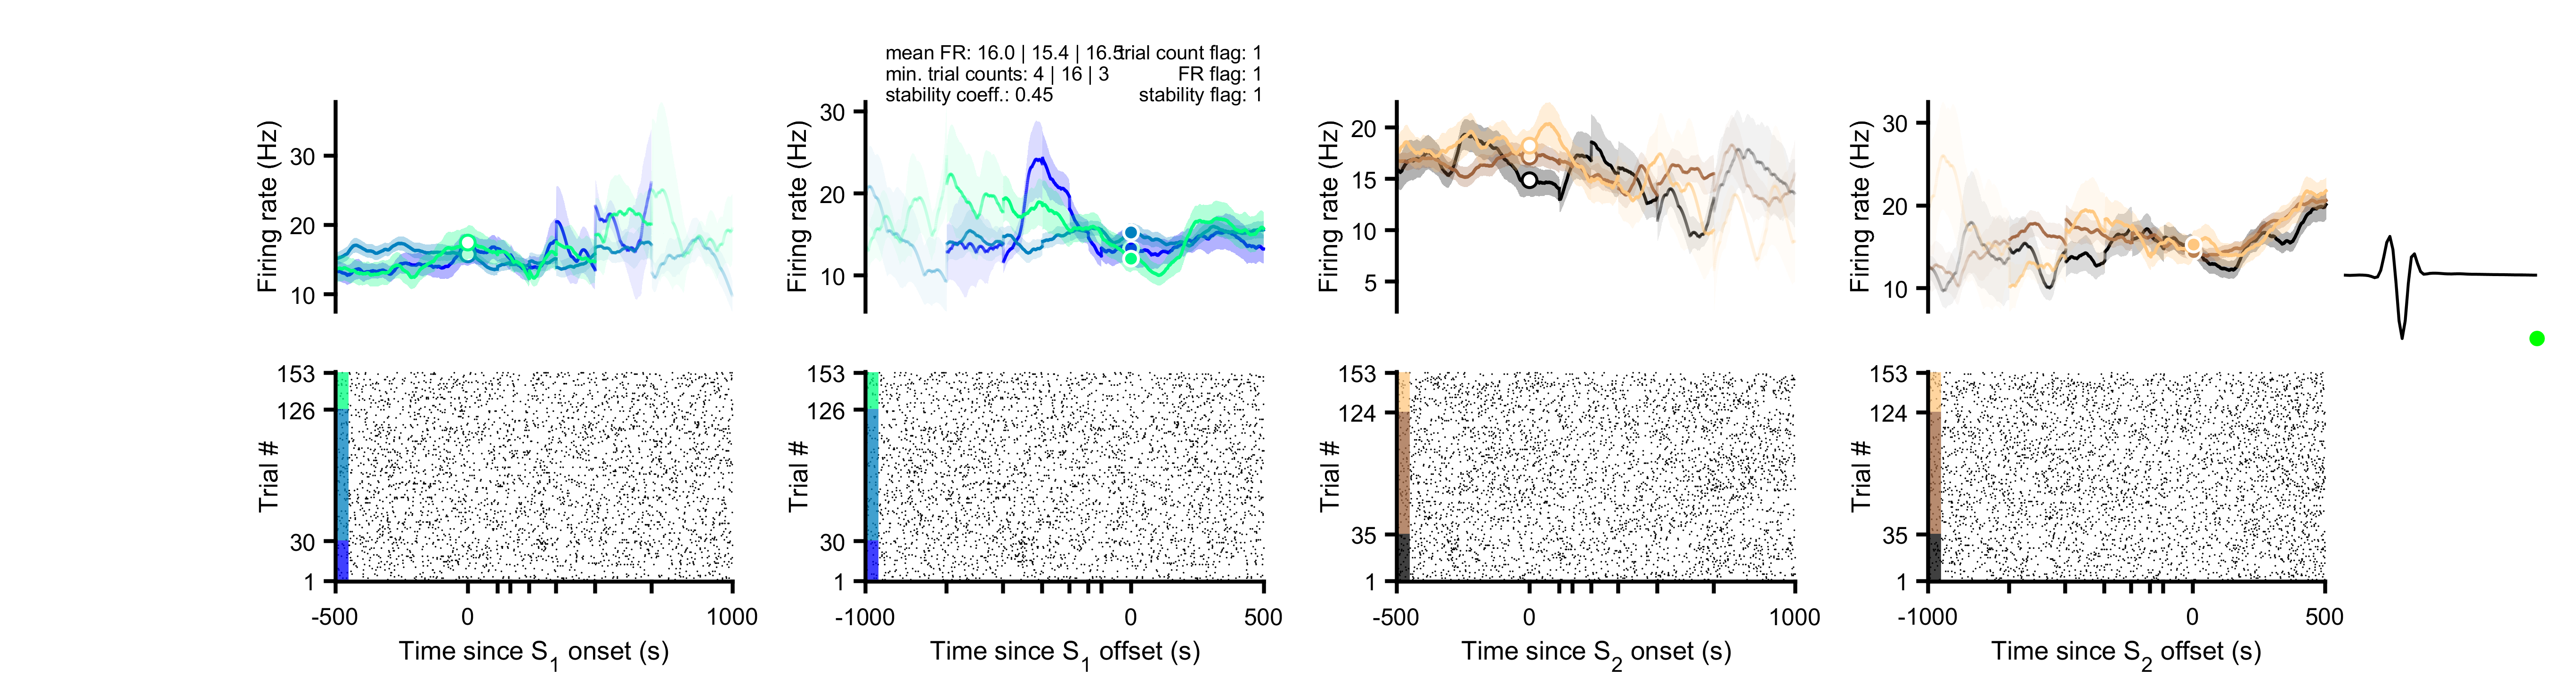 mean FR: 16.0 | 15.4 | 16.5
trial count flag: 1
min. trial counts: 4 | 16 | 3
FR flag: 1
stability coeff.: 0.45
stability flag: 1
Firing rate (Hz)
30
20
10
Firing rate (Hz)
30
20
10
Firing rate (Hz)
20
15
10
5
Firing rate (Hz)
30
20
10
Trial #
153
126
30
1
-500
0
1000
Time since S1 onset (s)
Trial #
153
126
30
1
-1000
0
500
Time since S1 offset (s)
Trial #
153
124
35
1
-500
0
1000
Time since S2 onset (s)
Trial #
153
124
35
1
-1000
0
500
Time since S2 offset (s)